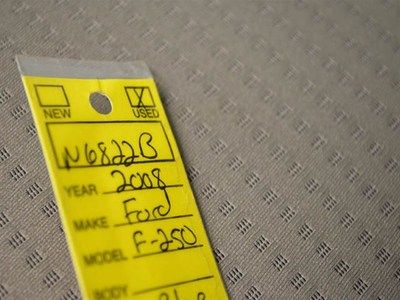 NEW USED
N6822B
YEAR 2008
MAKE Ford
MODEL F-250
BODY